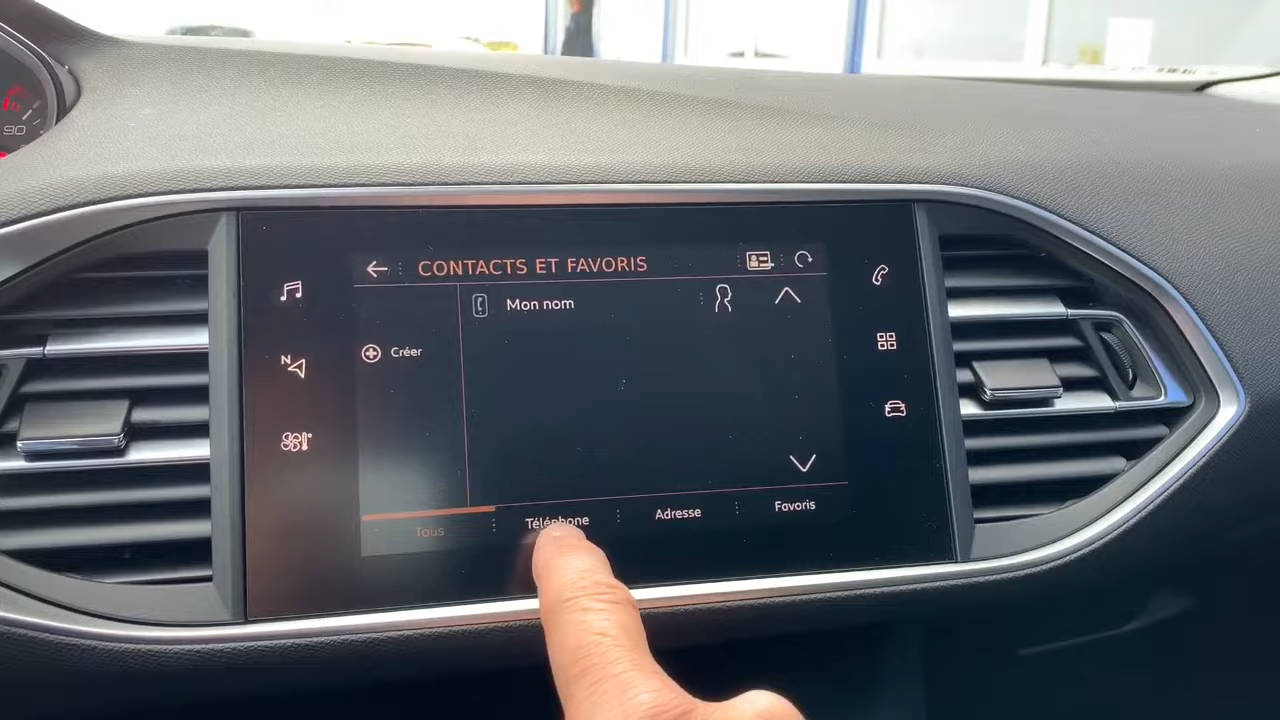 90
CONTACTS ET FAVORIS
Mon nom
N
Créer
Tous
Téléphone
Adresse
Favoris